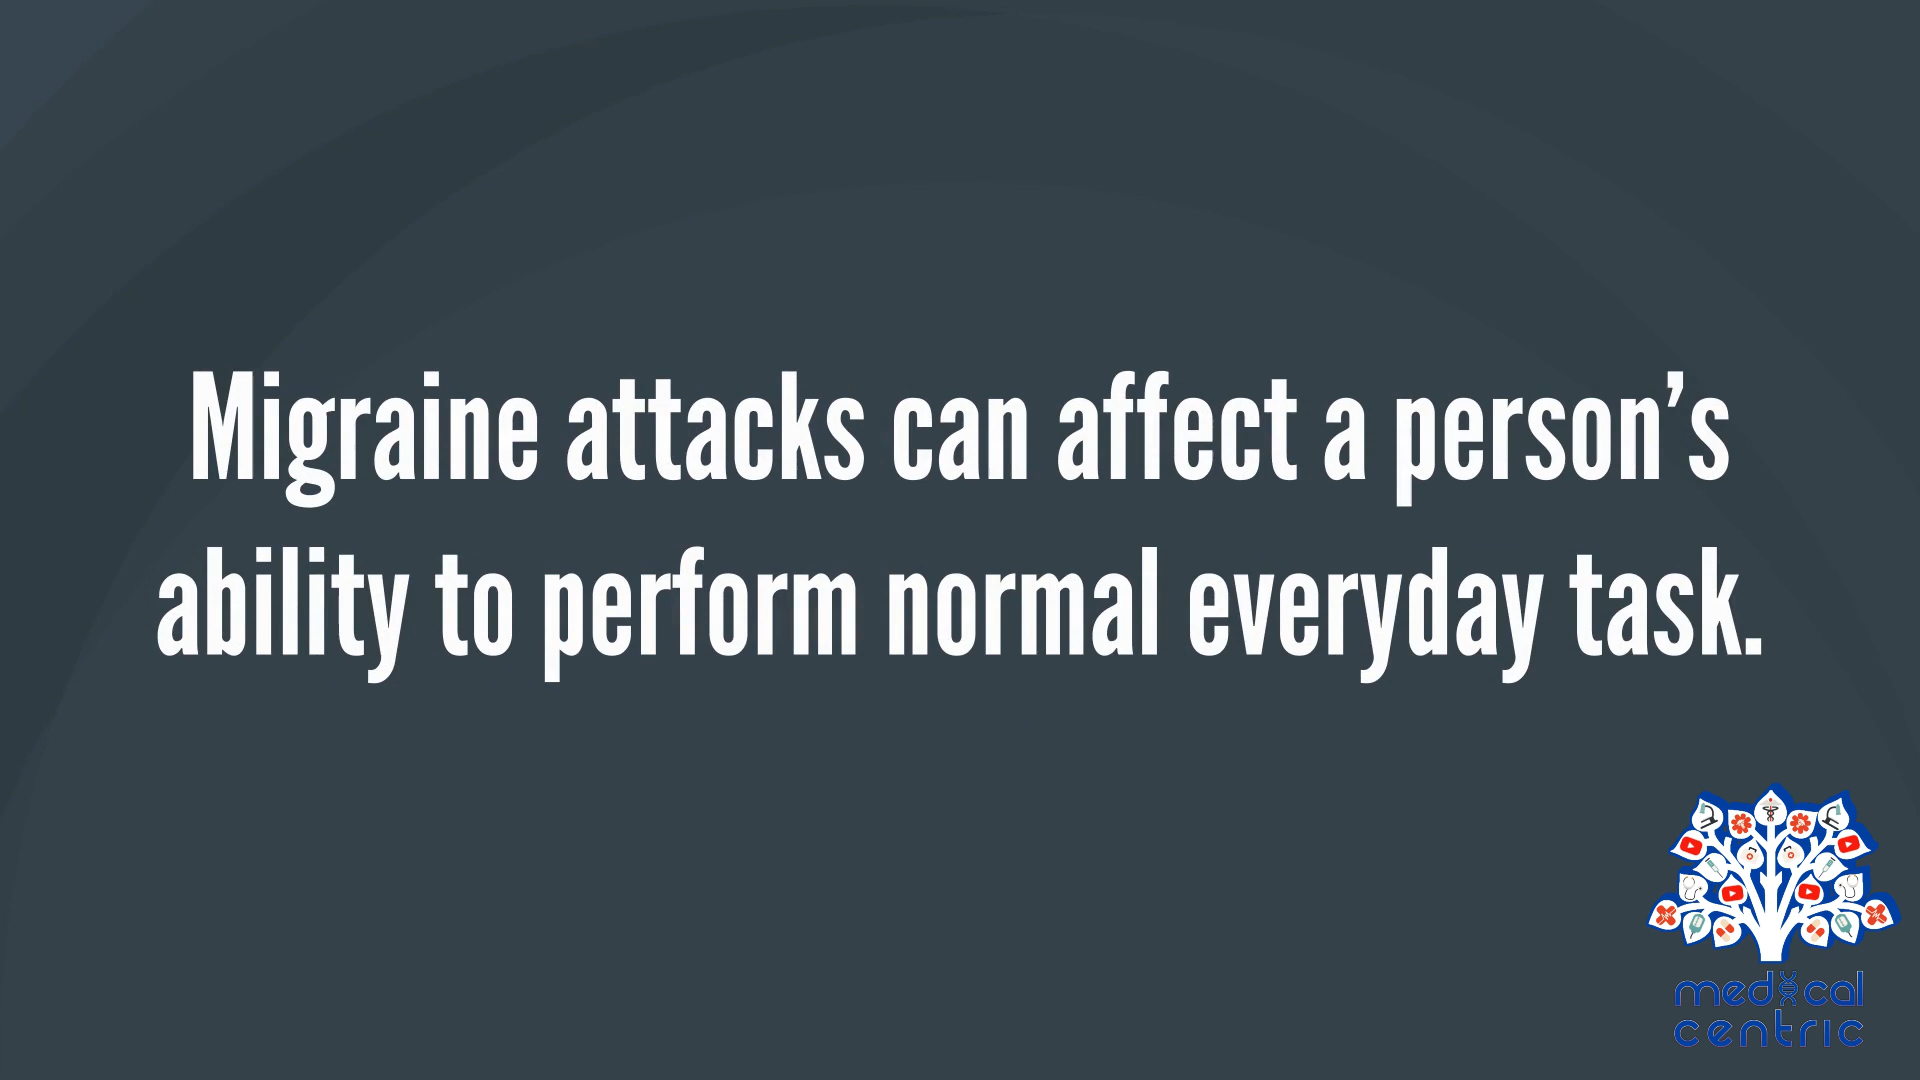 Migraine attacks can affect a person’s
ability to perform normal everyday task.
medical
centric